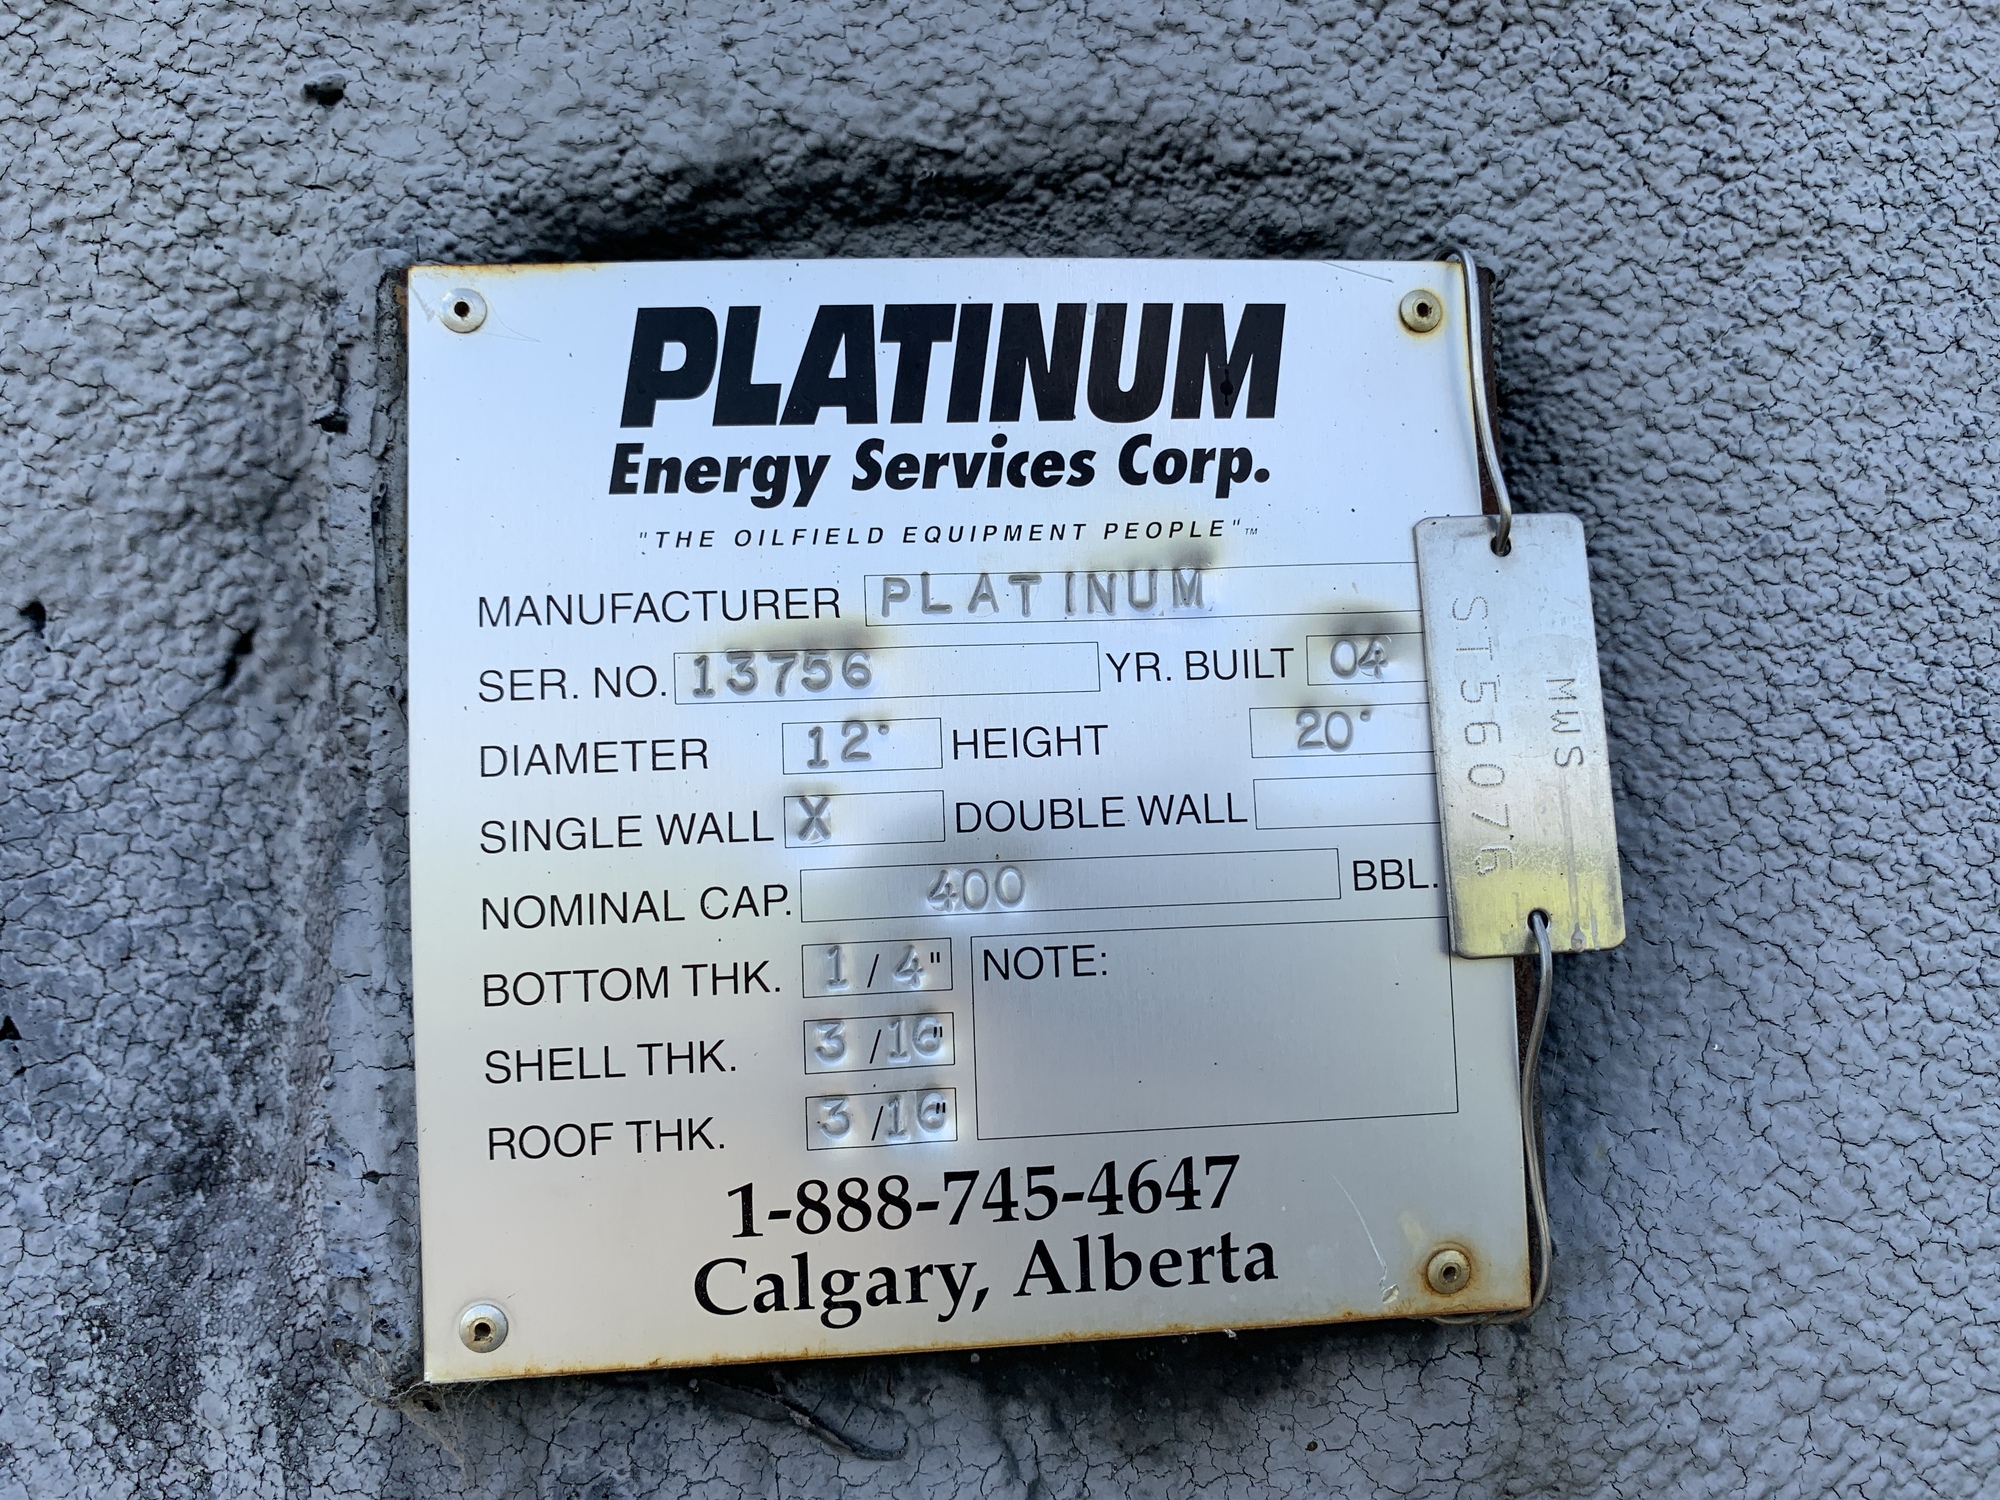 PLATINUM
Energy Services Corp.
"THE OILFIELD EQUIPMENT PEOPLE"™
MANUFACTURER PLATINUM
SER. NO. 13756 YR. BUILT 04
DIAMETER 12' HEIGHT 20'
SINGLE WALL X DOUBLE WALL
NOMINAL CAP. 400 BBL.
BOTTOM THK. 1/4" NOTE:
SHELL THK. 3/16"
ROOF THK. 3/16"
1-888-745-4647
Calgary, Alberta
MWS
ST56076